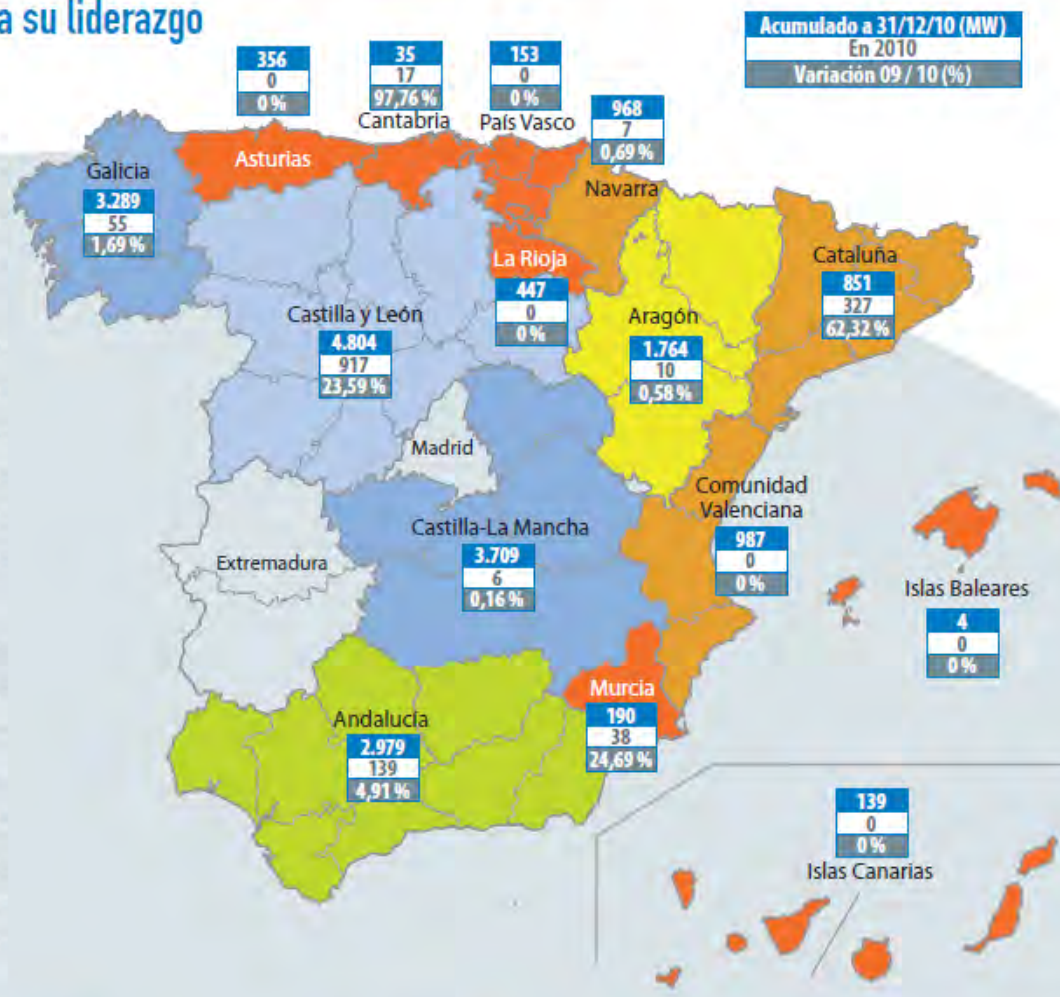 a su liderazgo
Acumulado a 31/12/10 (MW)
En 2010
Variación 09 / 10 (%)
356
0
0 %
Asturias
35
17
97,76 %
Cantabria
153
0
0 %
País Vasco
968
7
0,69 %
Navarra
Galicia
3.289
55
1,69 %
La Rioja
447
0
0 %
Castilla y León
4.804
917
23,59 %
Aragón
1.764
10
0,58 %
Cataluña
851
327
62,32 %
Madrid
Extremadura
Castilla-La Mancha
3.709
6
0,16 %
Comunidad
Valenciana
987
0
0 %
Islas Baleares
4
0
0 %
Murcia
190
38
24,69 %
Andalucía
2.979
139
4,91 %
139
0
0 %
Islas Canarias